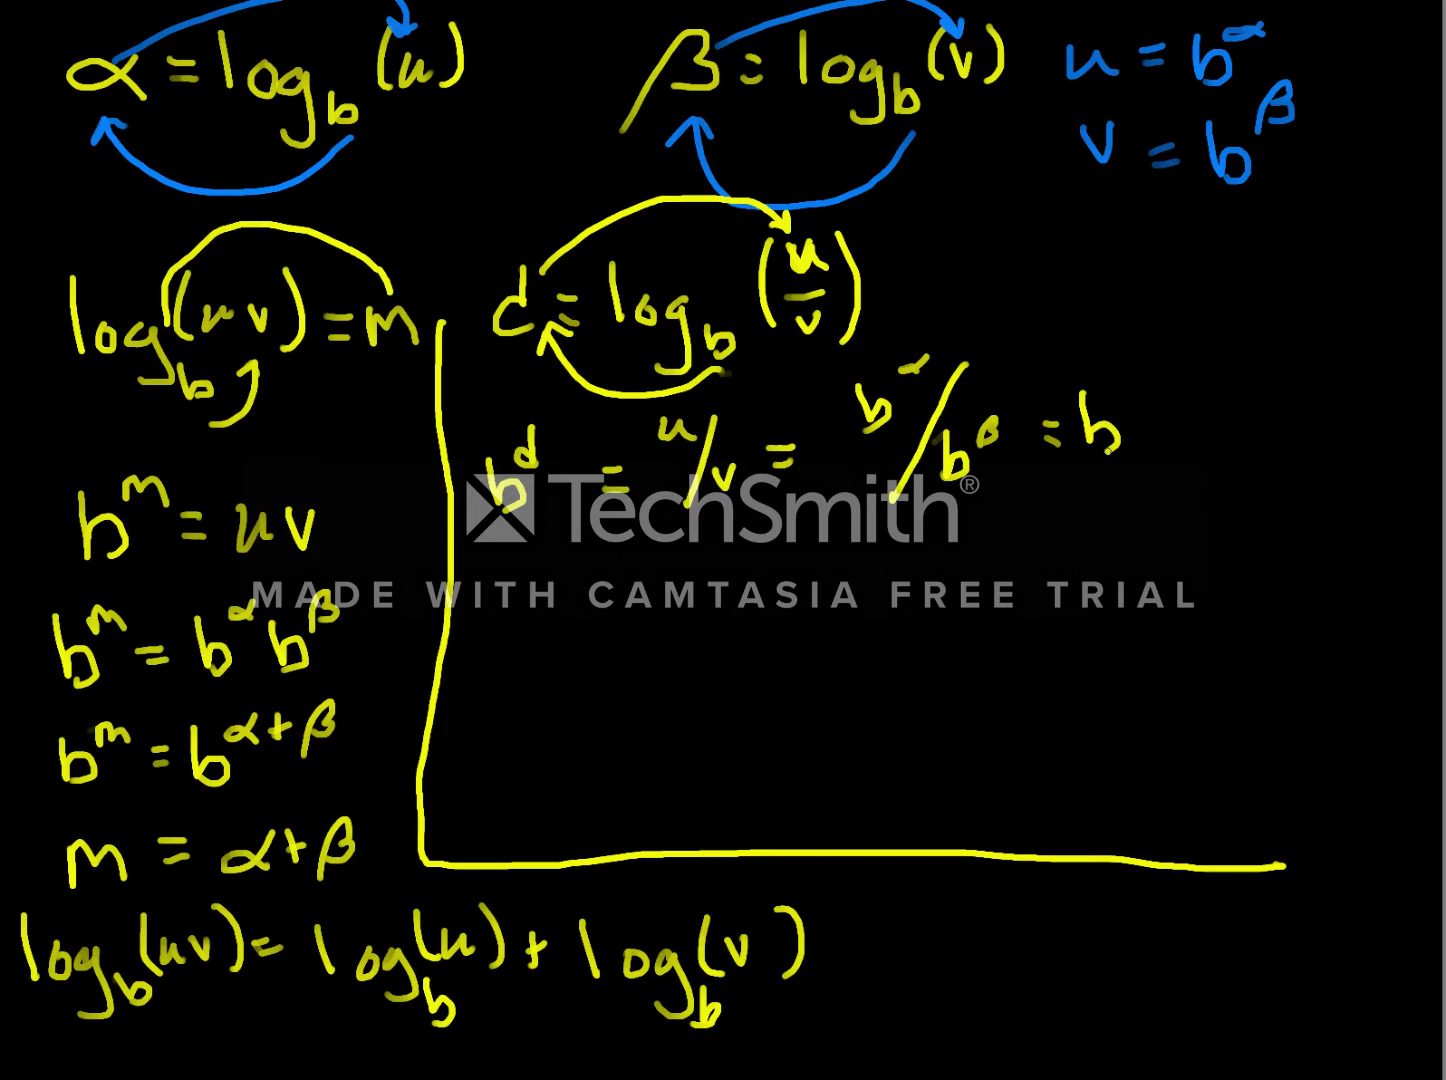 α = log_b (u) β = log_b (v) u = b^α
v = b^β
log_b (uv) = m d = log_b (u/v)
b^d = u/v = b^α/b^β = b
TechSmith®
b^m = uv
MADE WITH CAMTASIA FREE TRIAL
b^m = b^α b^β
b^m = b^α+β
m = α+β
log_b (uv) = log_b (u) + log_b (v)